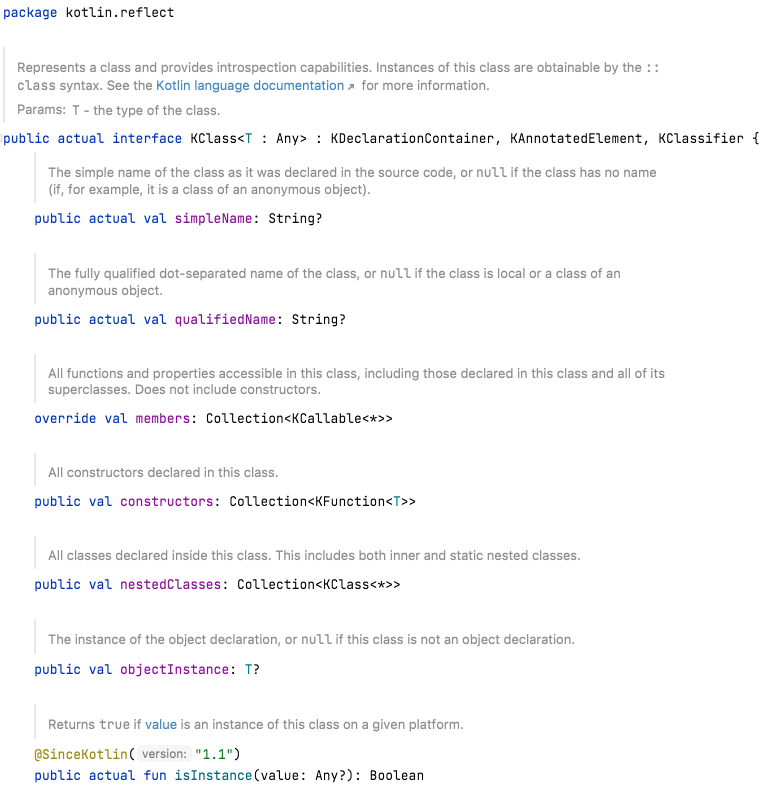 package kotlin.reflect
Represents a class and provides introspection capabilities. Instances of this class are obtainable by the ::
class syntax. See the Kotlin language documentation ↗ for more information.
Params: T - the type of the class.
public actual interface KClass<T : Any> : KDeclarationContainer, KAnnotatedElement, KClassifier {
The simple name of the class as it was declared in the source code, or null if the class has no name
(if, for example, it is a class of an anonymous object).
public actual val simpleName: String?
The fully qualified dot-separated name of the class, or null if the class is local or a class of an
anonymous object.
public actual val qualifiedName: String?
All functions and properties accessible in this class, including those declared in this class and all of its
superclasses. Does not include constructors.
override val members: Collection<KCallable<*>>
All constructors declared in this class.
public val constructors: Collection<KFunction<T>>
All classes declared inside this class. This includes both inner and static nested classes.
public val nestedClasses: Collection<KClass<*>>
The instance of the object declaration, or null if this class is not an object declaration.
public val objectInstance: T?
Returns true if value is an instance of this class on a given platform.
@SinceKotlin( version: "1.1")
public actual fun isInstance(value: Any?): Boolean